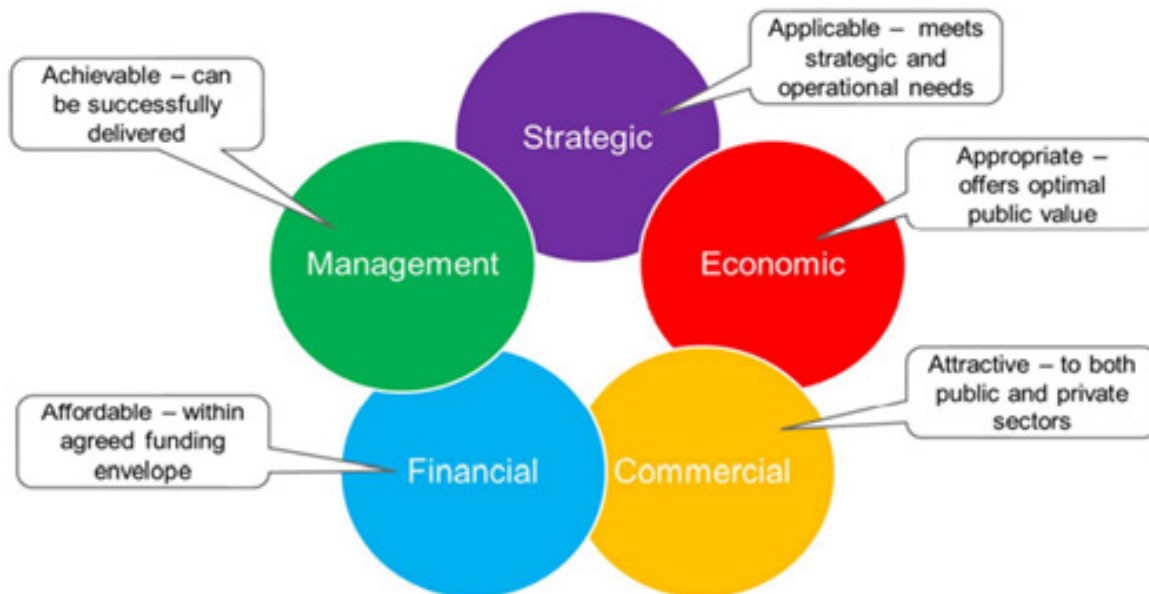 Applicable – meets
strategic and
operational needs
Achievable – can
be successfully
delivered
Strategic
Appropriate –
offers optimal
public value
Management
Economic
Attractive – to both
public and private
sectors
Affordable – within
agreed funding
envelope
Financial
Commercial